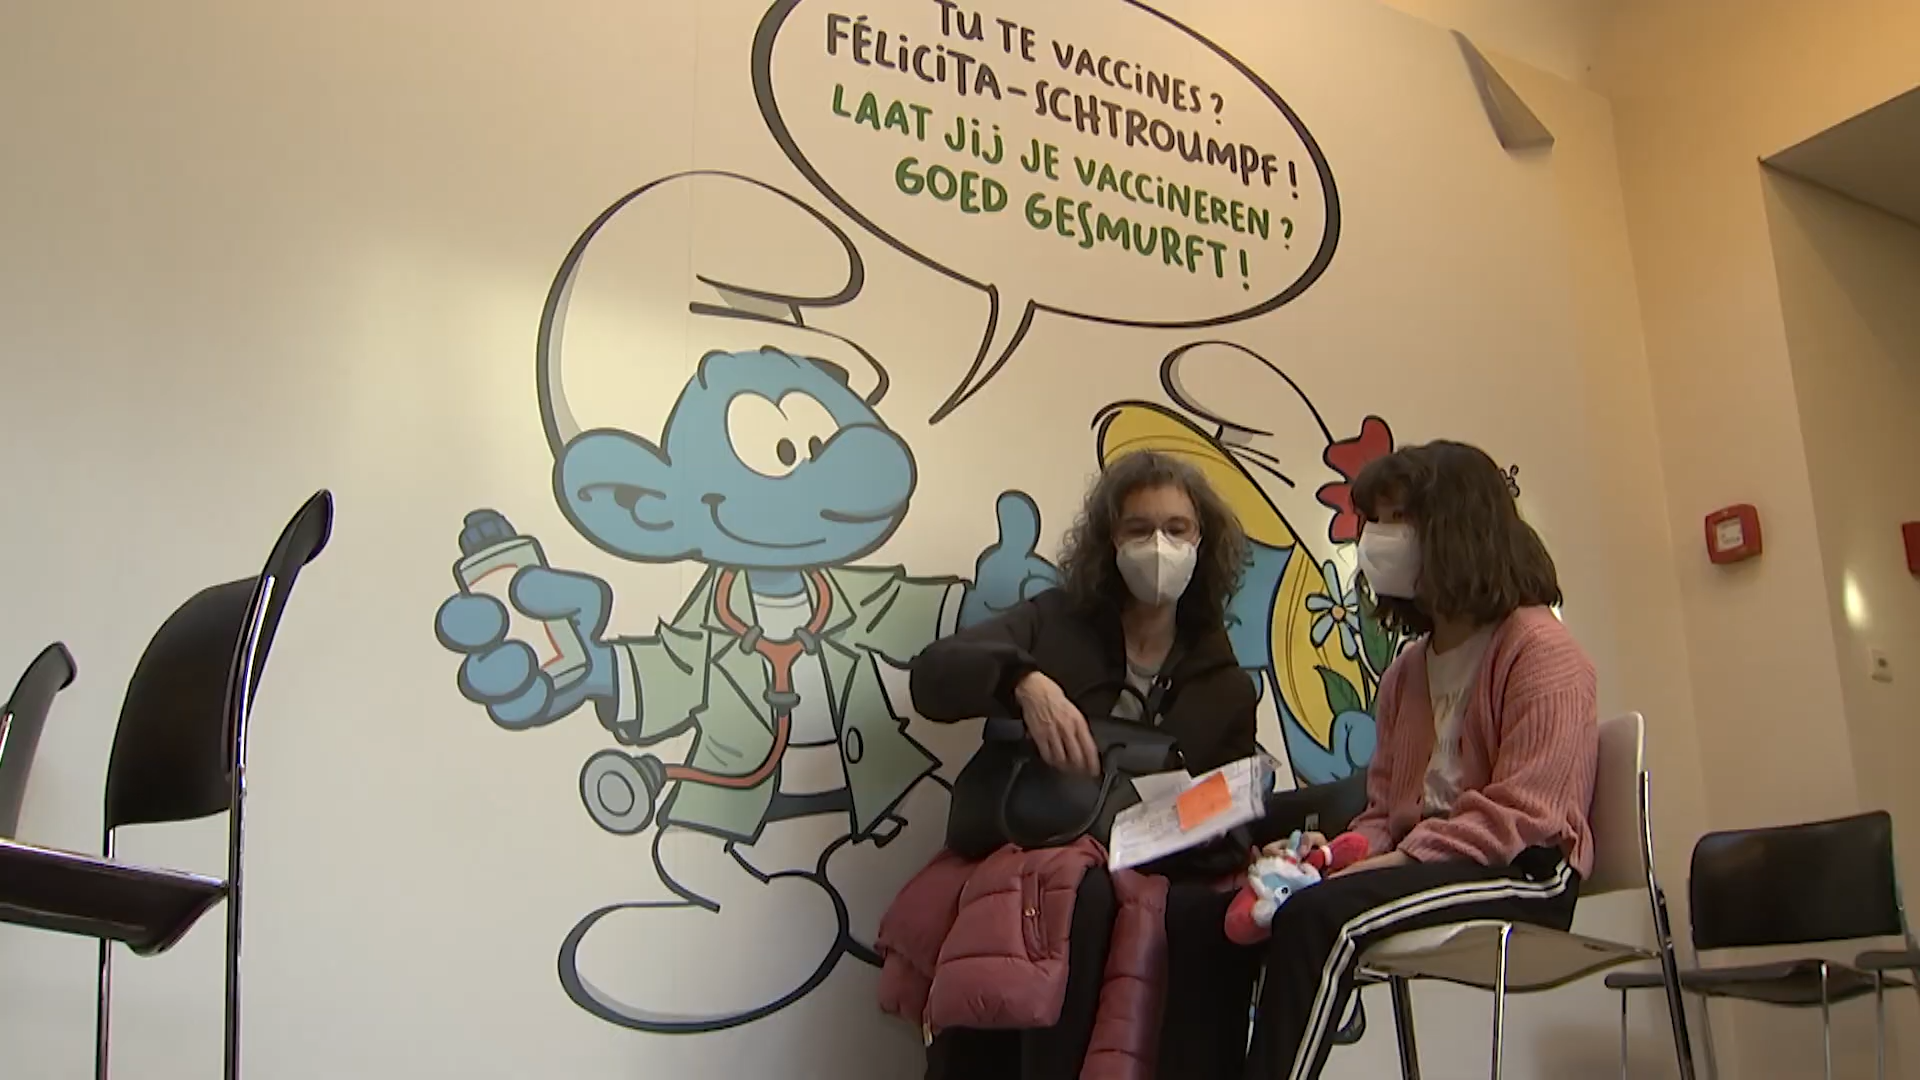 TU TE VACCiNES ?
FÉLiCiTA-SCHTROUMPF !
LAAT JiJ JE VACCiNEREN ?
GOED GESMURFT !